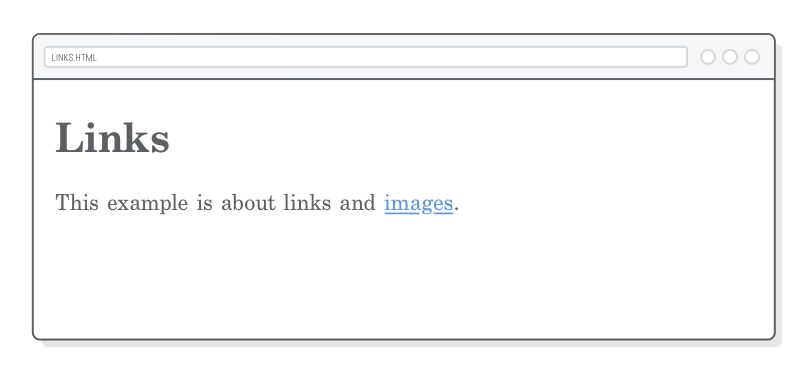 LINKS.HTML
Links
This example is about links and images.